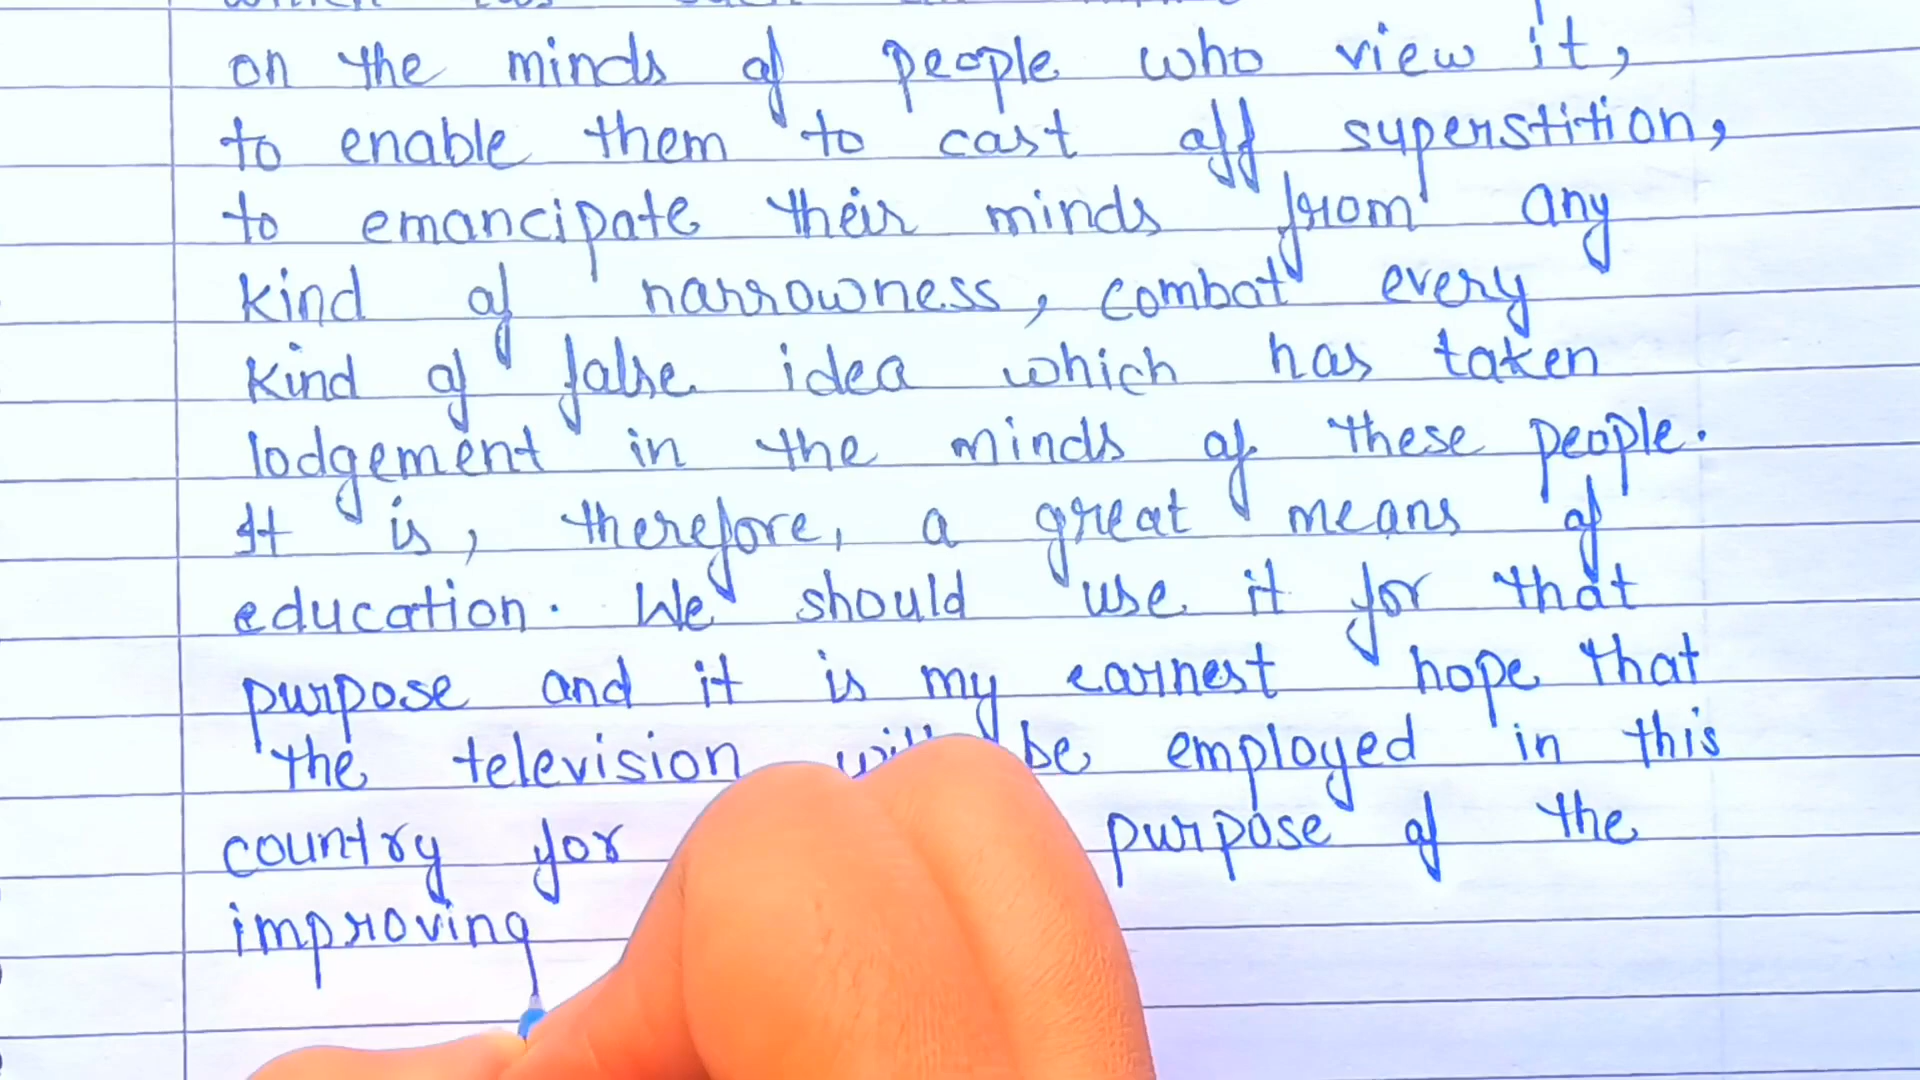 on the minds of people who view it,
to enable them to cast off superstition,
to emancipate their minds from any
kind of narrowness, combat every
kind of false idea which has taken
lodgement in the minds of these people.
It is, therefore, a great means of
education. We should use it for that
purpose and it is my earnest hope that
the television will be employed in this
country for purpose of the
improving